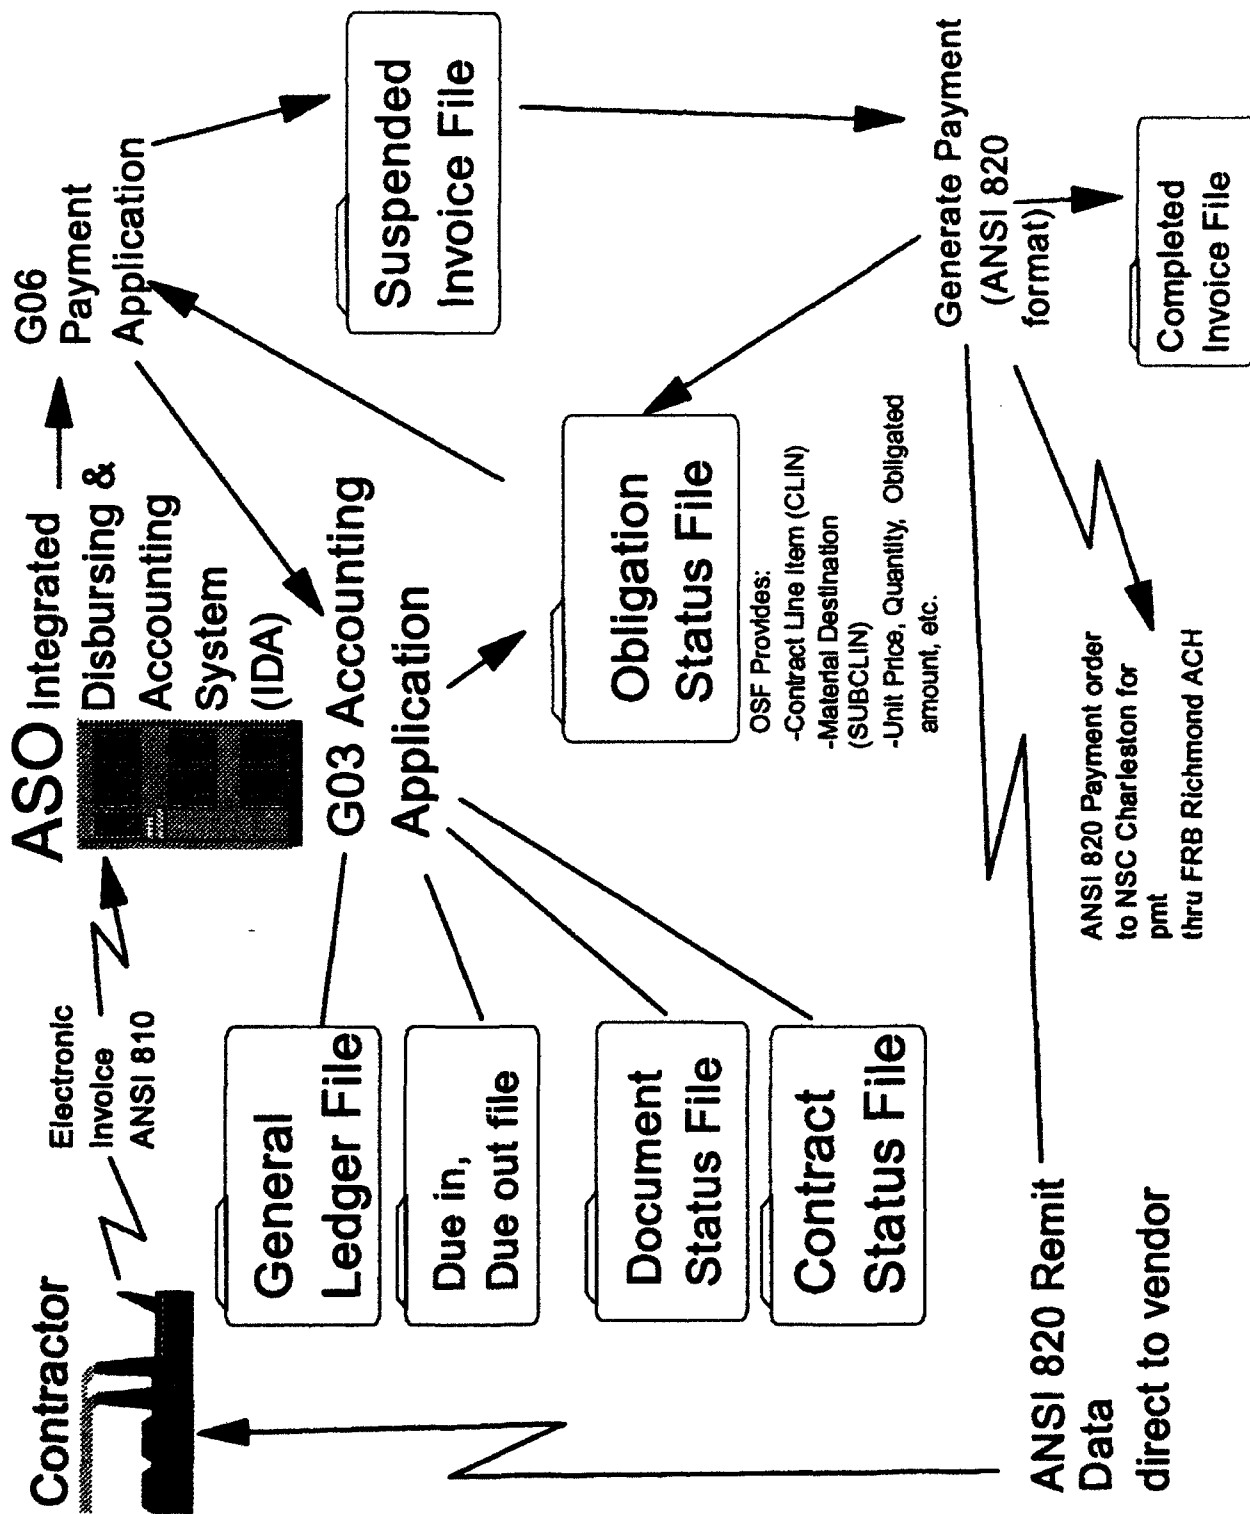 Contractor
Electronic
Invoice
ANSI 810
ASO Integrated
Disbursing &
Accounting
System
(IDA)
G06
Payment
Application
General
Ledger File
Due in,
Due out file
Document
Status File
Contract
Status File
G03 Accounting
Application
Obligation
Status File
OSF Provides:
-Contract Line Item (CLIN)
-Material Destination
(SUBCLIN)
-Unit Price, Quantity, Obligated
amount, etc.
Suspended
Invoice File
Generate Payment
(ANSI 820
format)
Completed
Invoice File
ANSI 820 Payment order
to NSC Charleston for
pmt
thru FRB Richmond ACH
ANSI 820 Remit
Data
direct to vendor